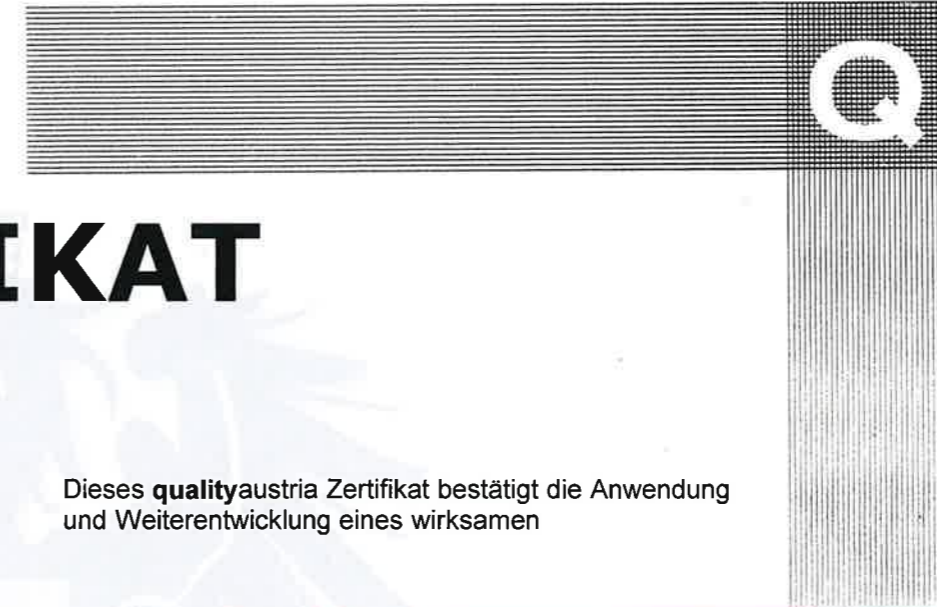 Q
IKAT
Dieses qualityaustria Zertifikat bestätigt die Anwendung
und Weiterentwicklung eines wirksamen